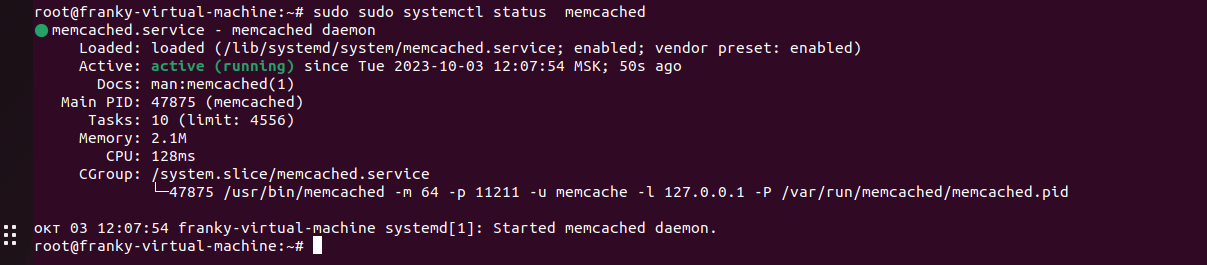 root@franky-virtual-machine:~# sudo sudo systemctl status  memcached
● memcached.service - memcached daemon
Loaded: loaded (/lib/systemd/system/memcached.service; enabled; vendor preset: enabled)
Active: active (running) since Tue 2023-10-03 12:07:54 MSK; 50s ago
Docs: man:memcached(1)
Main PID: 47875 (memcached)
Tasks: 10 (limit: 4556)
Memory: 2.1M
CPU: 128ms
CGroup: /system.slice/memcached.service
└─47875 /usr/bin/memcached -m 64 -p 11211 -u memcache -l 127.0.0.1 -P /var/run/memcached/memcached.pid
окт 03 12:07:54 franky-virtual-machine systemd[1]: Started memcached daemon.
root@franky-virtual-machine:~#